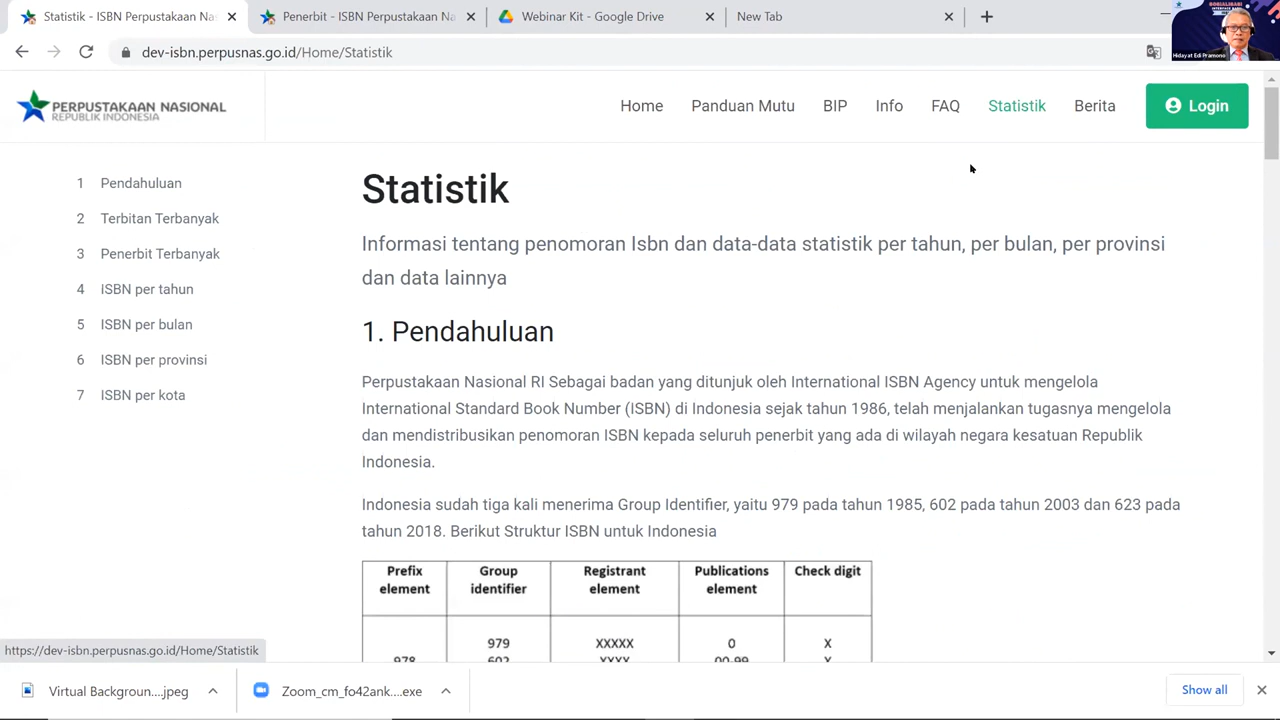 Statistik - ISBN Perpustakaan Na
Penerbit - ISBN Perpustakaan Na
Webinar Kit - Google Drive
New Tab
dev-isbn.perpusnas.go.id/Home/Statistik
SOSIALISASI
Hidayat Edi Pramono
PERPUSTAKAAN NASIONAL
REPUBLIK INDONESIA
Home
Panduan Mutu
BIP
Info
FAQ
Statistik
Berita
Login
1 Pendahuluan
2 Terbitan Terbanyak
3 Penerbit Terbanyak
4 ISBN per tahun
5 ISBN per bulan
6 ISBN per provinsi
7 ISBN per kota
Statistik
Informasi tentang penomoran Isbn dan data-data statistik per tahun, per bulan, per provinsi
dan data lainnya
1. Pendahuluan
Perpustakaan Nasional RI Sebagai badan yang ditunjuk oleh International ISBN Agency untuk mengelola
International Standard Book Number (ISBN) di Indonesia sejak tahun 1986, telah menjalankan tugasnya mengelola
dan mendistribusikan penomoran ISBN kepada seluruh penerbit yang ada di wilayah negara kesatuan Republik
Indonesia.
Indonesia sudah tiga kali menerima Group Identifier, yaitu 979 pada tahun 1985, 602 pada tahun 2003 dan 623 pada
tahun 2018. Berikut Struktur ISBN untuk Indonesia
Prefix element
Group identifier
Registrant element
Publications element
Check digit
979 XXXXX 0 X
978 602 XXXX 00-99 X
https://dev-isbn.perpusnas.go.id/Home/Statistik
Virtual Backgroun....jpeg
Zoom_cm_fo42ank....exe
Show all